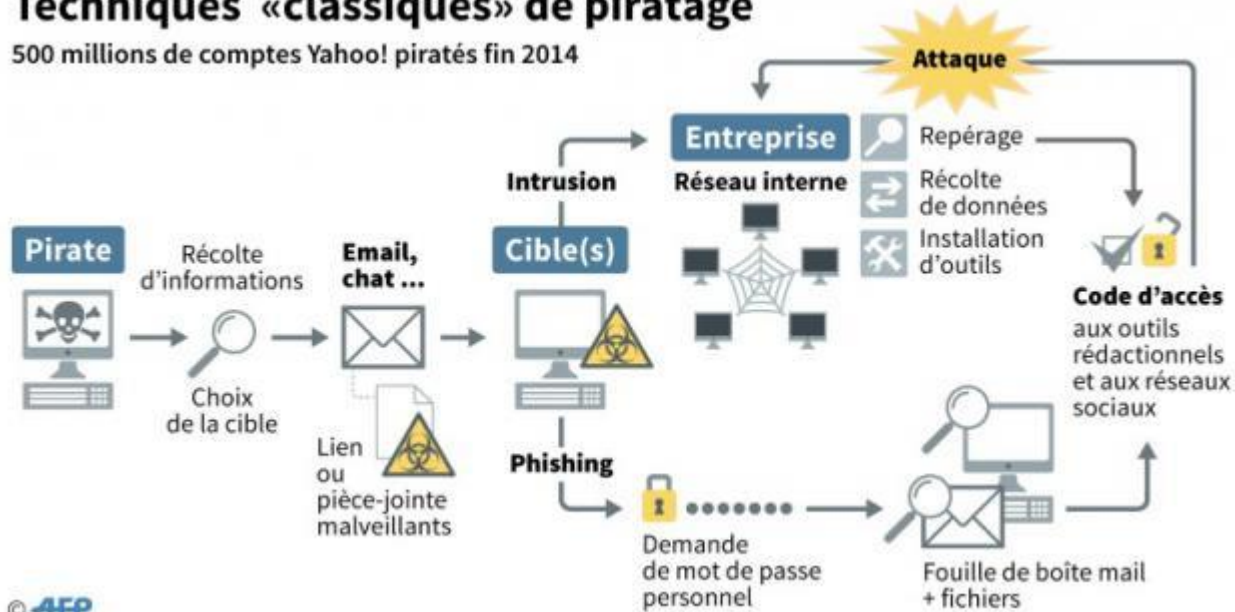 Techniques «classiques» de piratage
500 millions de comptes Yahoo! piratés fin 2014
Attaque
Entreprise
Réseau interne
Repérage
Récolte
de données
Installation
d'outils
Intrusion
Pirate
Récolte
d'informations
Choix
de la cible
Email,
chat ...
Lien
ou
pièce-jointe
malveillants
Cible(s)
Phishing
Demande
de mot de passe
personnel
Fouille de boîte mail
+ fichiers
Code d'accès
aux outils
rédactionnels
et aux réseaux
sociaux
© AFP